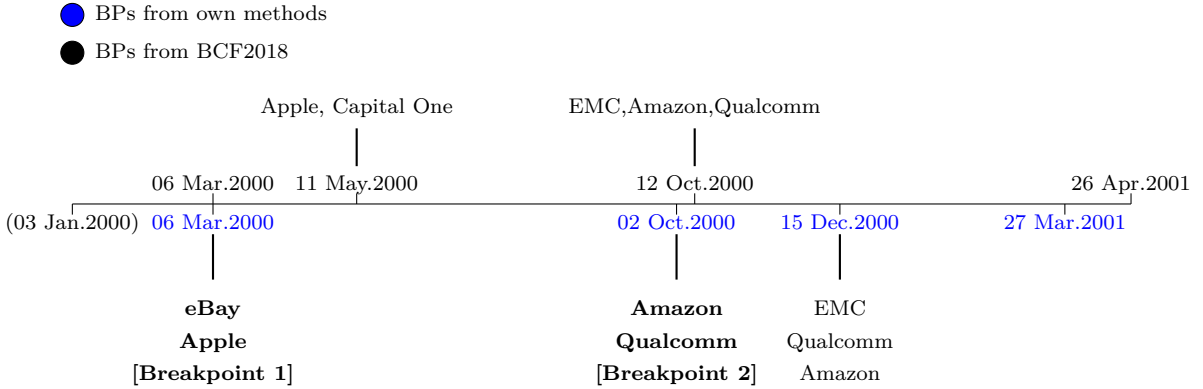 BPs from own methods
BPs from BCF2018
Apple, Capital One
EMC,Amazon,Qualcomm
06 Mar.2000
11 May.2000
12 Oct.2000
26 Apr.2001
(03 Jan.2000)
06 Mar.2000
02 Oct.2000
15 Dec.2000
27 Mar.2001
eBay
Apple
[Breakpoint 1]
Amazon
Qualcomm
[Breakpoint 2]
EMC
Qualcomm
Amazon